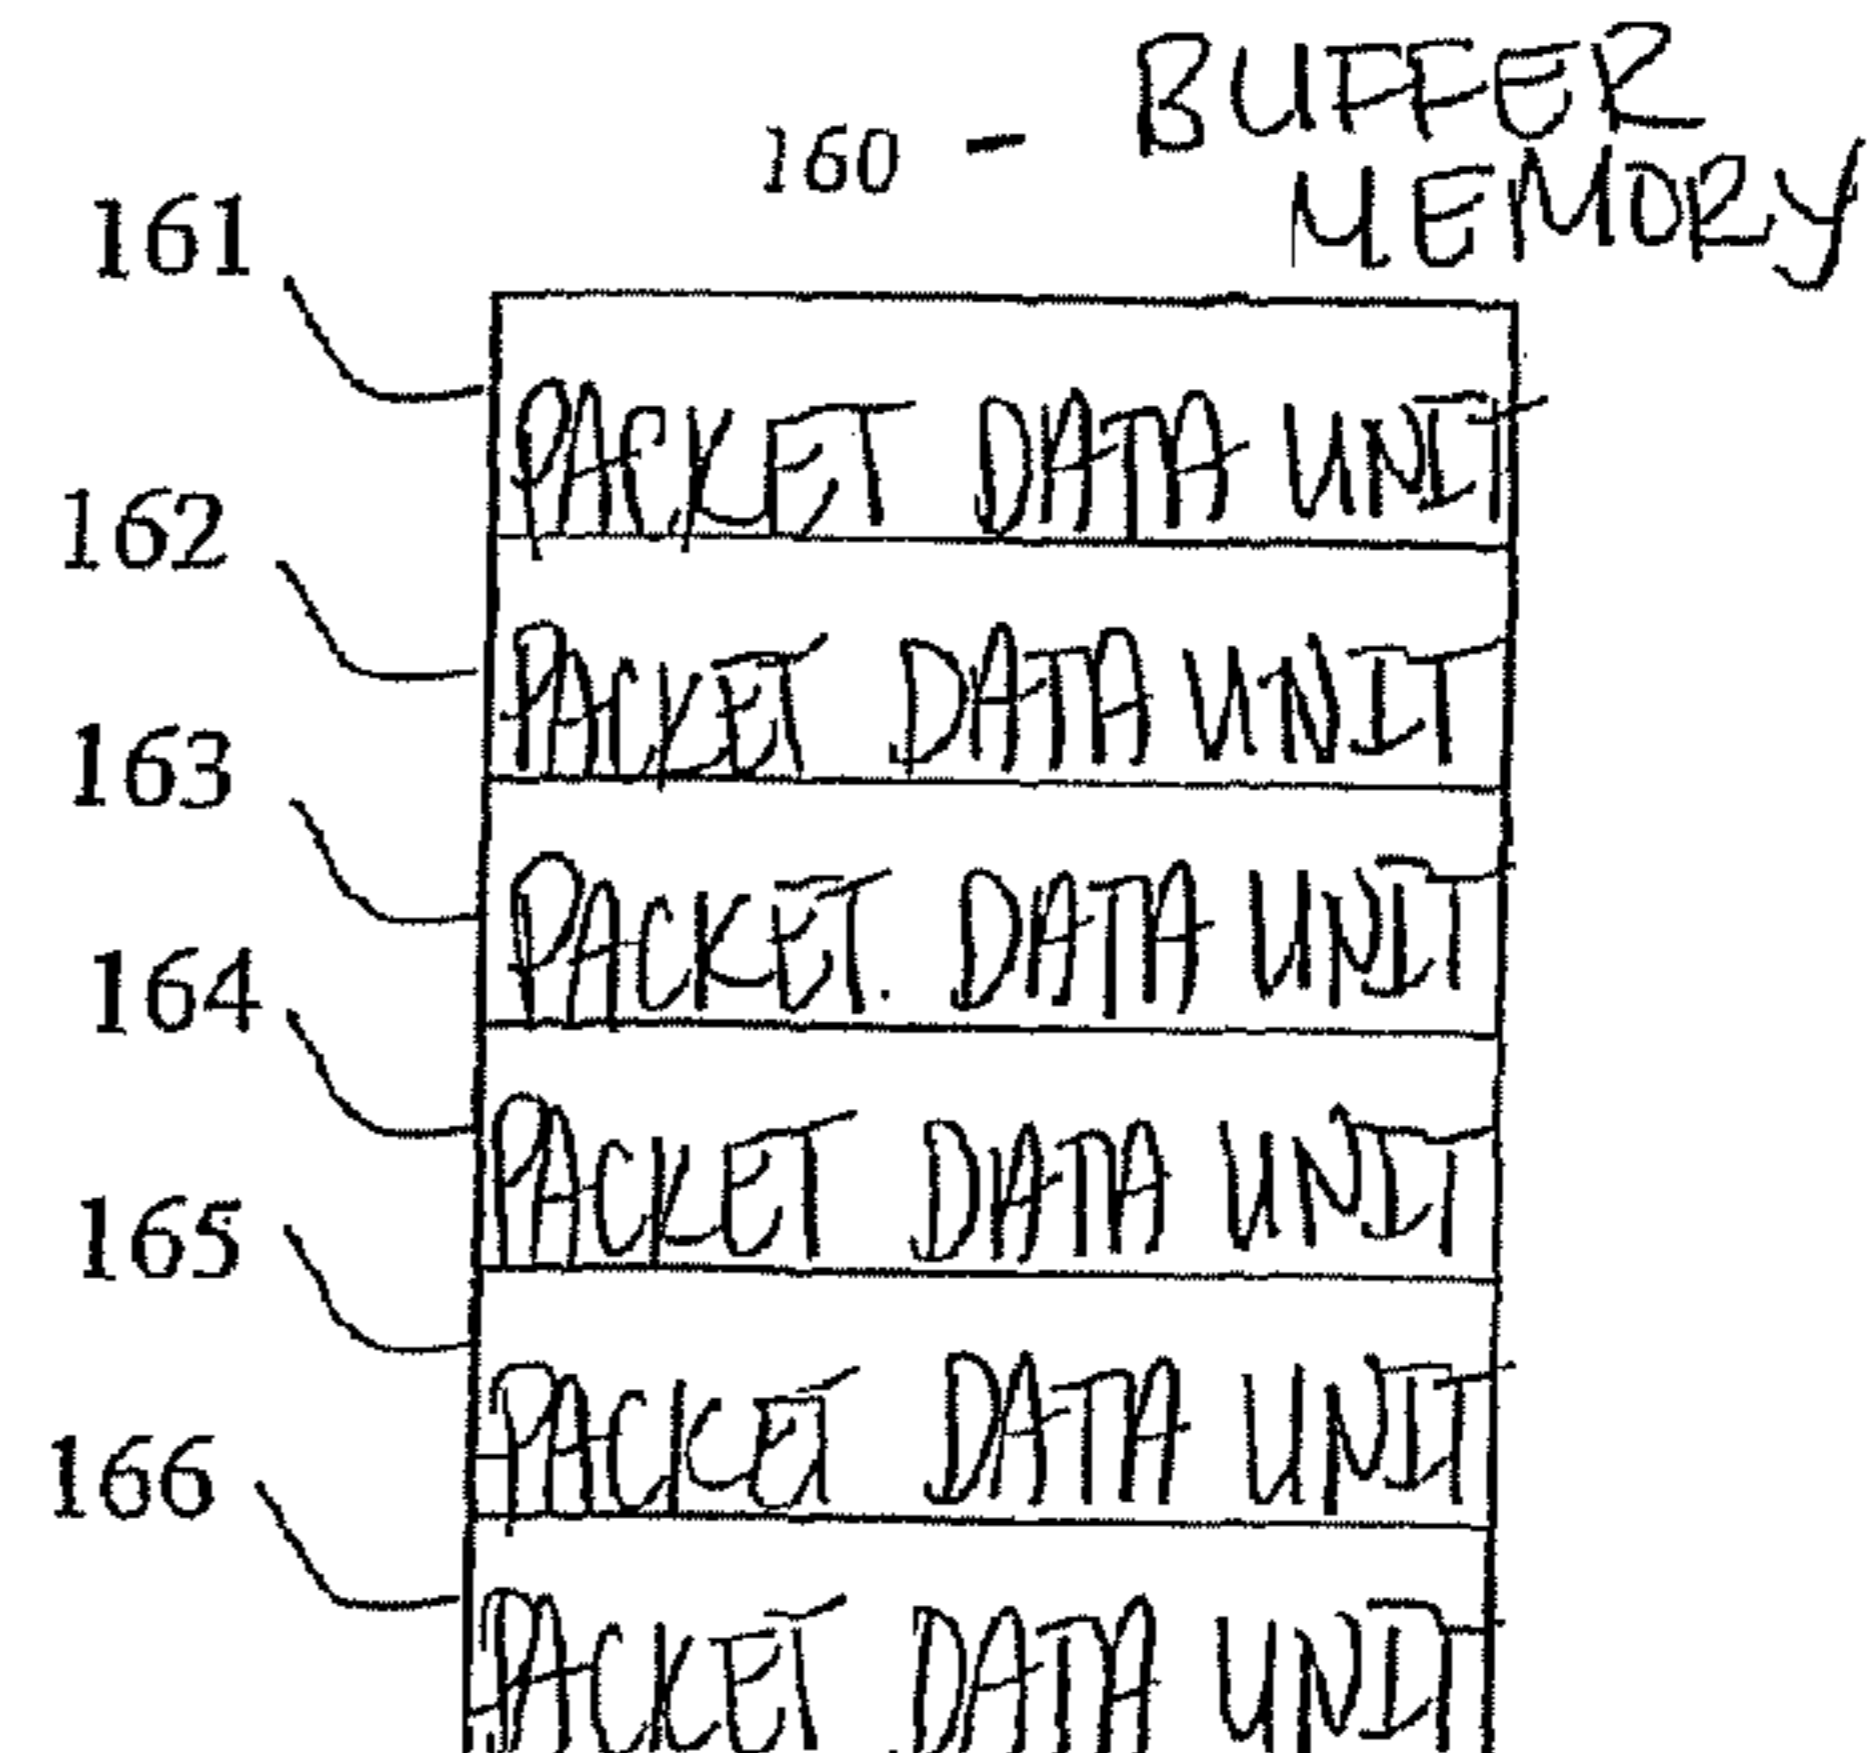 160 - BUFFER
MEMORY
161
PACKET DATA UNIT
162
PACKET DATA UNIT
163
PACKET. DATA UNIT
164
PACKET DATA UNIT
165
PACKET DATA UNIT
166
PACKET DATA UNIT